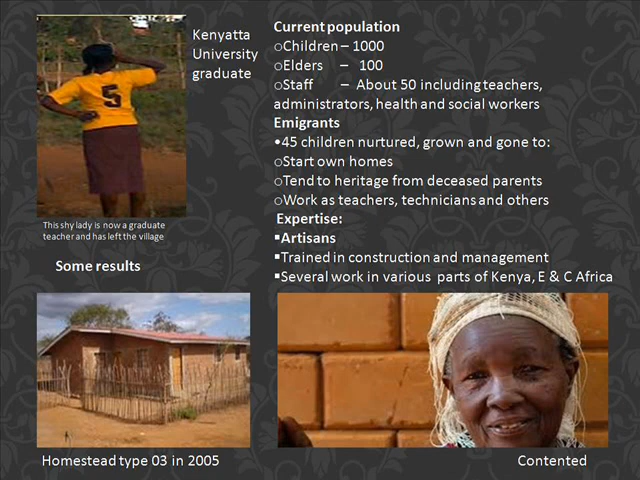 Kenyatta
University
graduate
5
This shy lady is now a graduate
teacher and has left the village
Some results
Current population
oChildren – 1000
oElders – 100
oStaff – About 50 including teachers,
administrators, health and social workers
Emigrants
•45 children nurtured, grown and gone to:
oStart own homes
oTend to heritage from deceased parents
oWork as teachers, technicians and others
Expertise:
▪Artisans
▪Trained in construction and management
▪Several work in various parts of Kenya, E & C Africa
Homestead type 03 in 2005
Contented